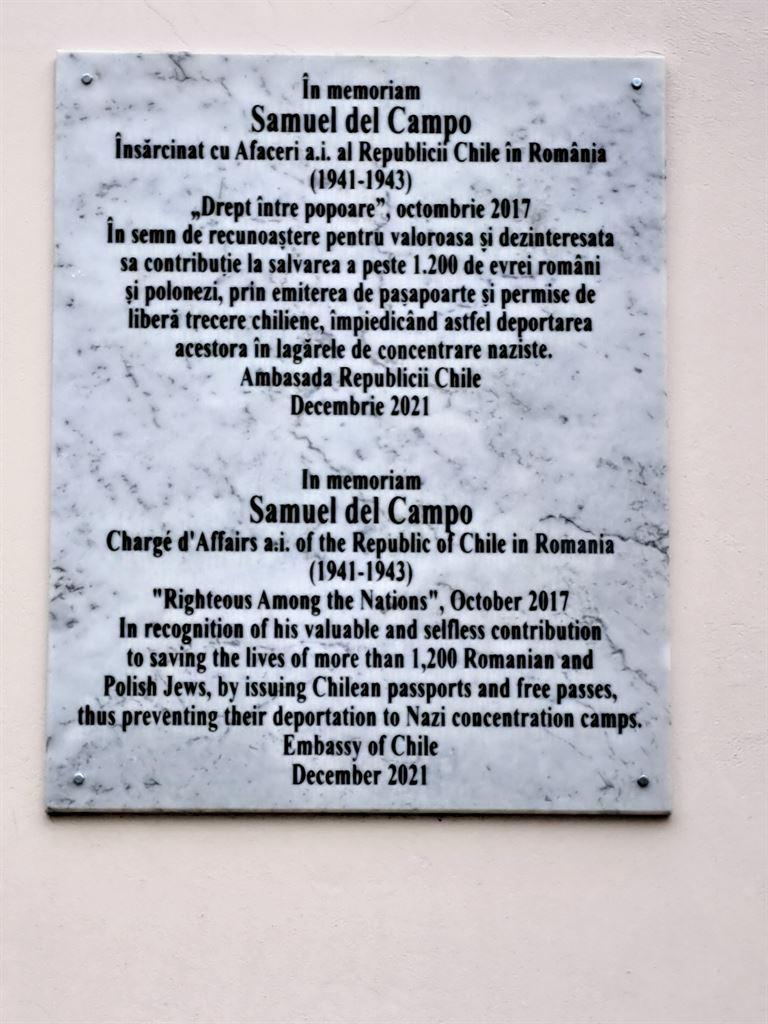 În memoriam
Samuel del Campo
Însărcinat cu Afaceri a.i. al Republicii Chile în România
(1941-1943)
„Drept între popoare”, octombrie 2017
În semn de recunoaștere pentru valoroasa și dezinteresata
sa contribuție la salvarea a peste 1.200 de evrei români
și polonezi, prin emiterea de pașapoarte și permise de
liberă trecere chiliene, împiedicând astfel deportarea
acestora în lagărele de concentrare naziste.
Ambasada Republicii Chile
Decembrie 2021
In memoriam
Samuel del Campo
Chargé d'Affairs a.i. of the Republic of Chile in Romania
(1941-1943)
"Righteous Among the Nations", October 2017
In recognition of his valuable and selfless contribution
to saving the lives of more than 1,200 Romanian and
Polish Jews, by issuing Chilean passports and free passes,
thus preventing their deportation to Nazi concentration camps.
Embassy of Chile
December 2021